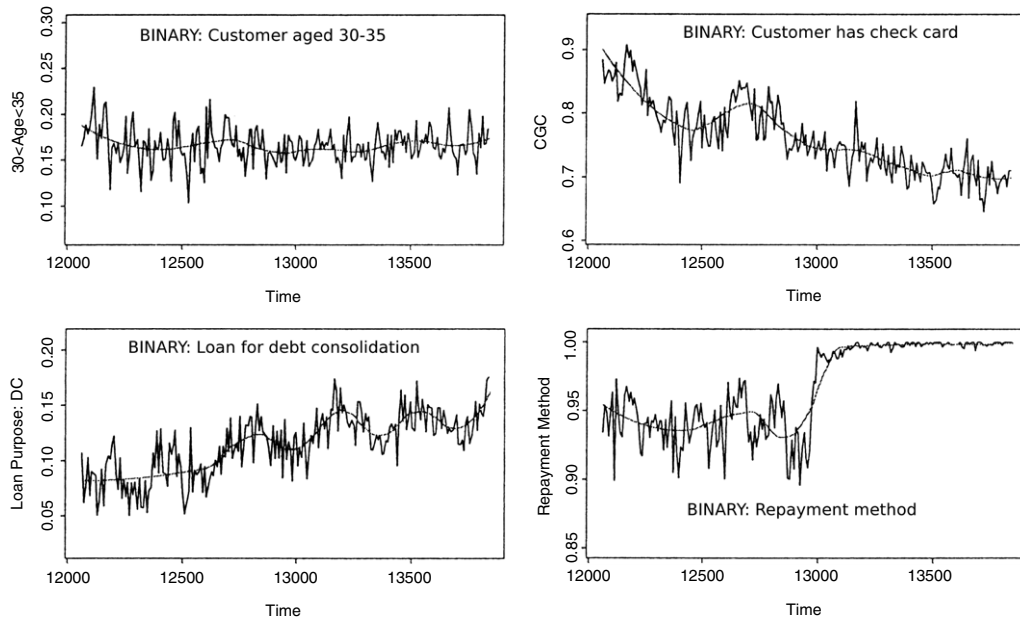 BINARY: Customer aged 30-35
30<Age<35
0.30
0.25
0.20
0.15
0.10
12000 12500 13000 13500
Time
BINARY: Customer has check card
CGC
0.9
0.8
0.7
0.6
12000 12500 13000 13500
Time
BINARY: Loan for debt consolidation
Loan Purpose: DC
0.20
0.15
0.10
0.05
12000 12500 13000 13500
Time
BINARY: Repayment method
Repayment Method
1.00
0.95
0.90
0.85
12000 12500 13000 13500
Time